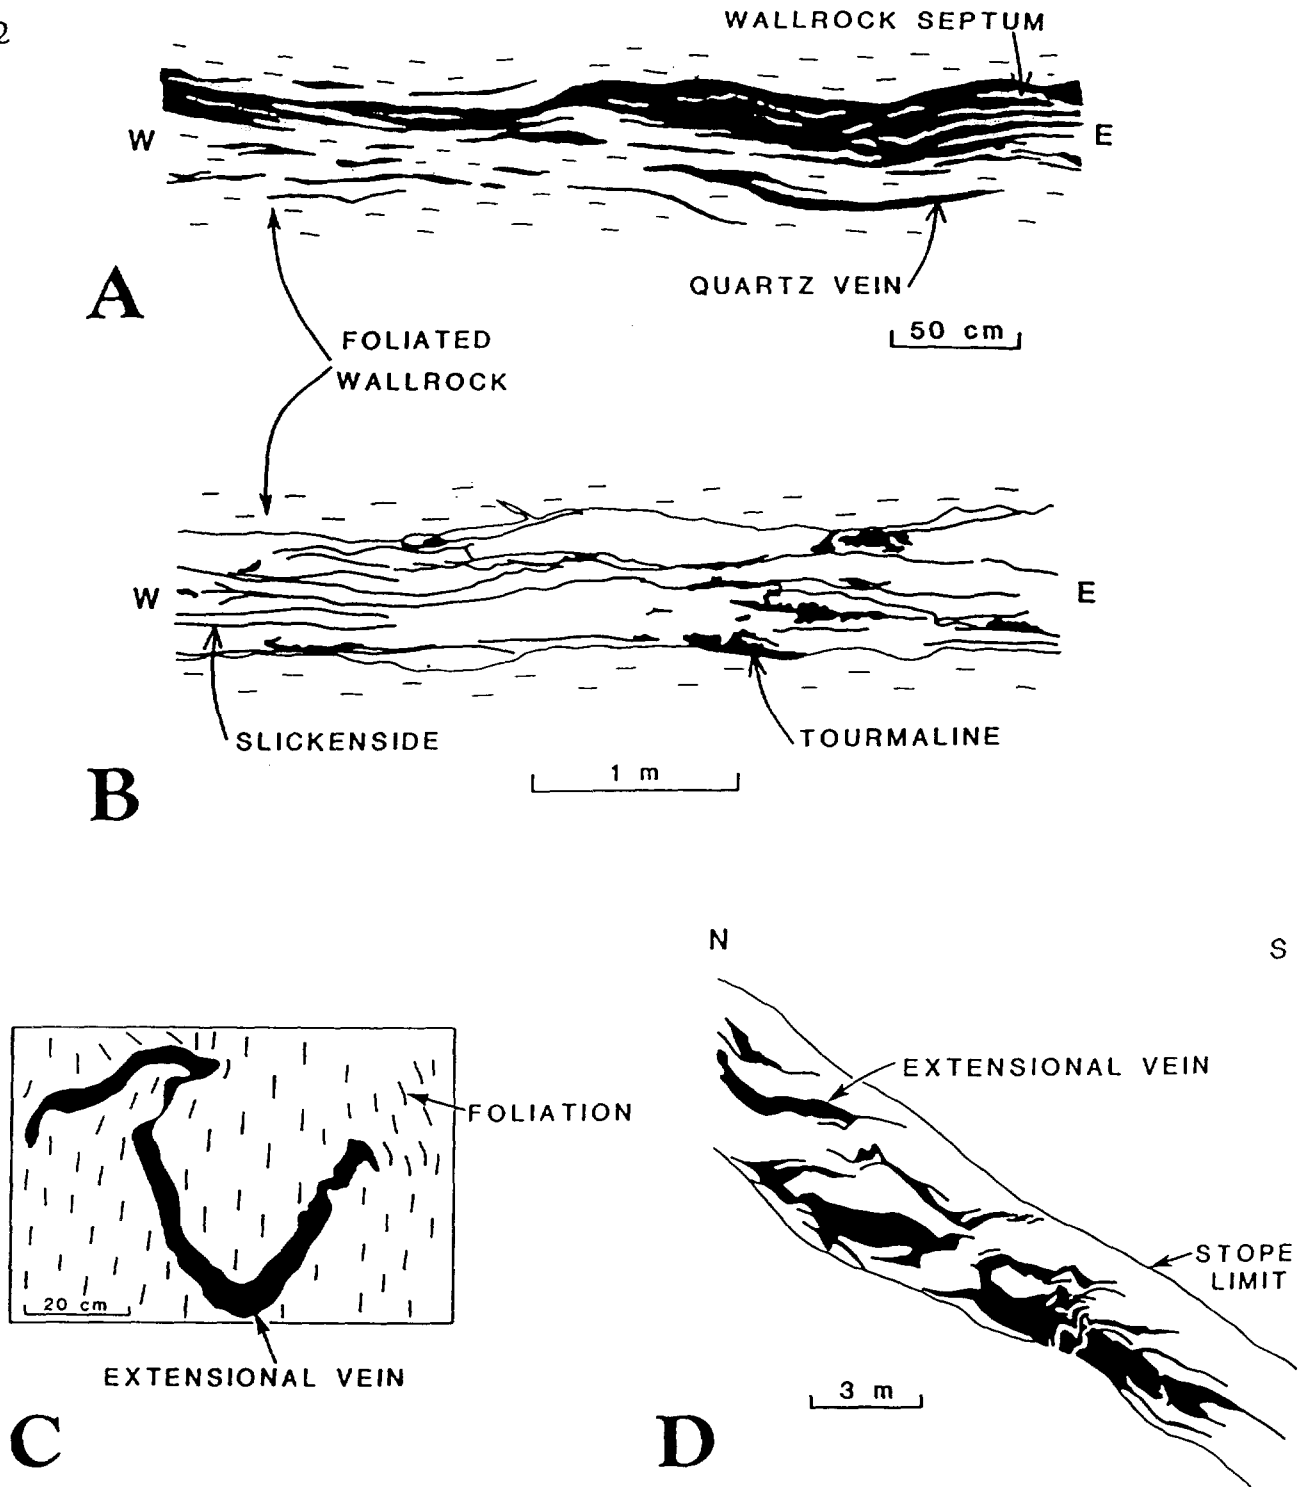 2
WALLROCK SEPTUM
W
E
QUARTZ VEIN
A
50 cm
FOLIATED
WALLROCK
W
E
SLICKENSIDE
TOURMALINE
B
1 m
N
S
EXTENSIONAL VEIN
FOLIATION
STOPE
LIMIT
20 cm
EXTENSIONAL VEIN
3 m
C
D